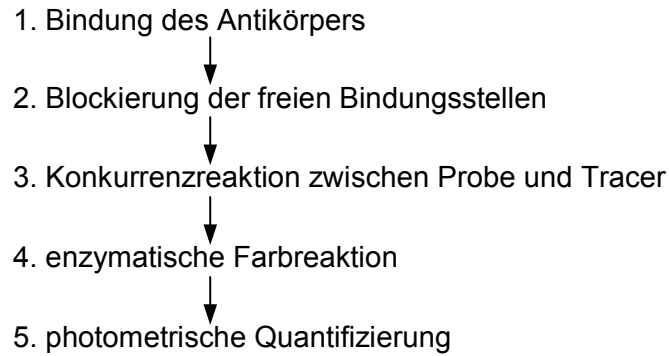 1. Bindung des Antikörpers
2. Blockierung der freien Bindungsstellen
3. Konkurrenzreaktion zwischen Probe und Tracer
4. enzymatische Farbreaktion
5. photometrische Quantifizierung